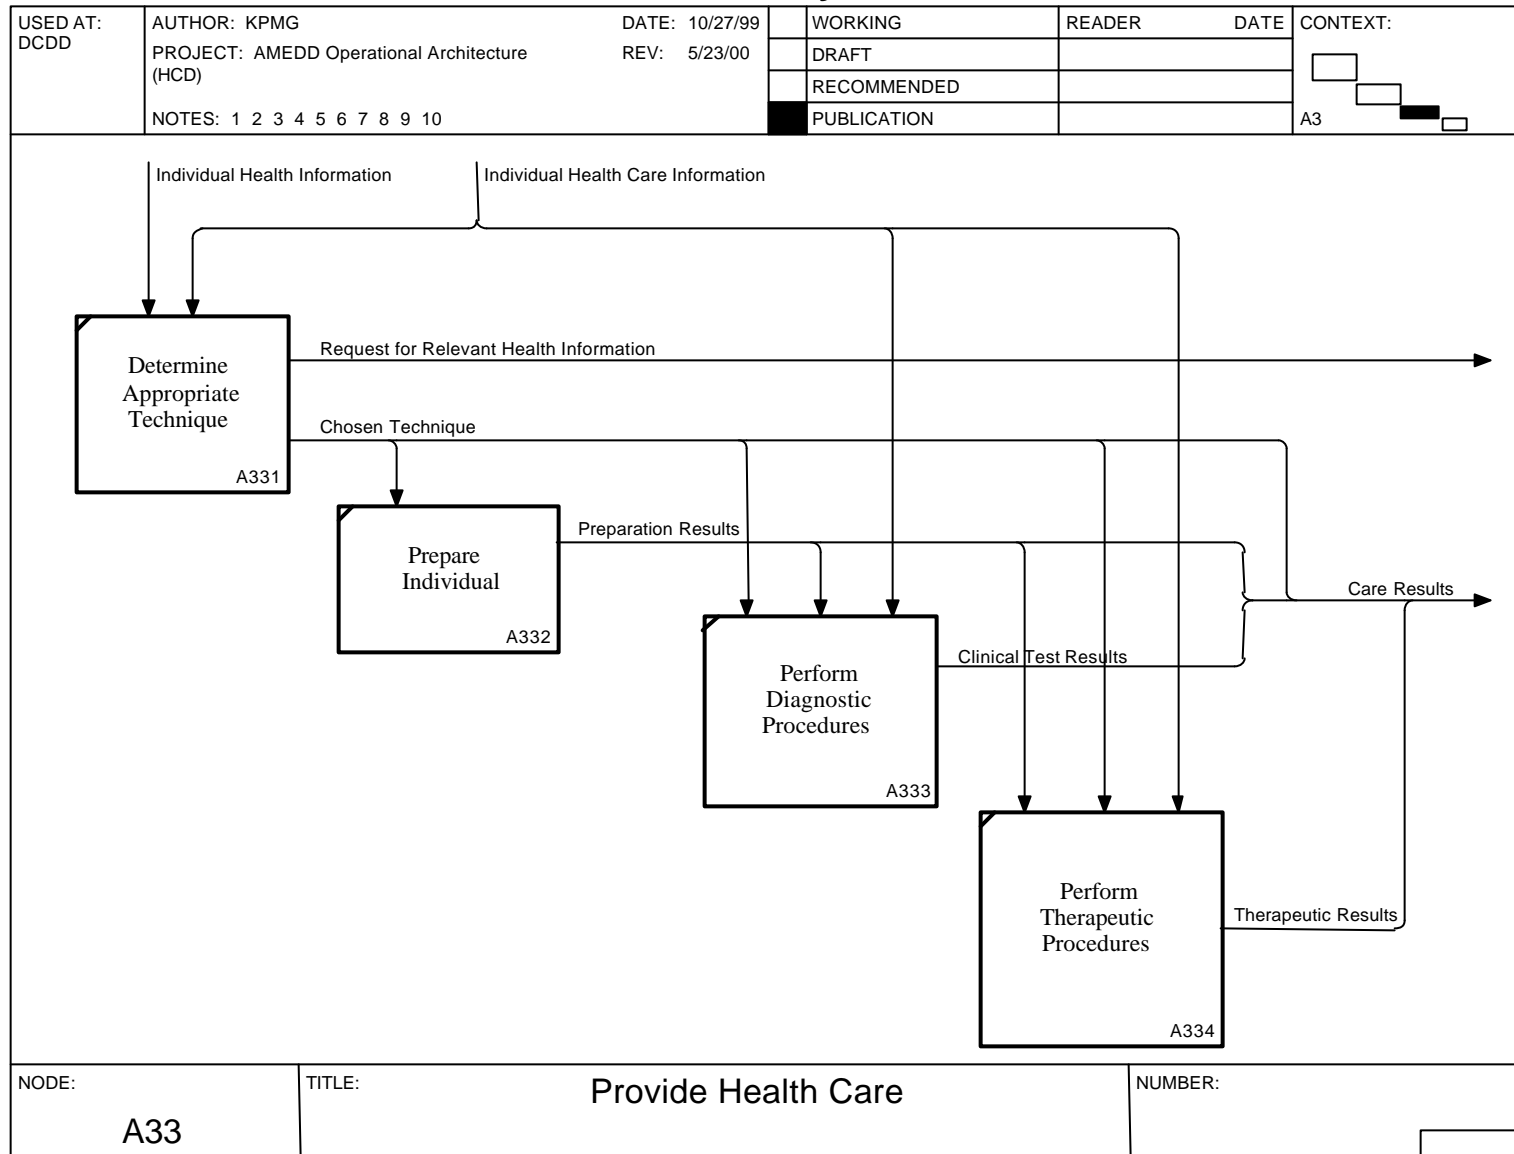 USED AT:
DCDD
AUTHOR: KPMG
DATE: 10/27/99
PROJECT: AMEDD Operational Architecture
(HCD)
REV: 5/23/00
NOTES: 1 2 3 4 5 6 7 8 9 10
WORKING
DRAFT
RECOMMENDED
PUBLICATION
READER DATE
CONTEXT:
A3
Individual Health Information
Individual Health Care Information
Determine
Appropriate
Technique
A331
Request for Relevant Health Information
Chosen Technique
Prepare
Individual
A332
Preparation Results
Care Results
Perform
Diagnostic
Procedures
A333
Clinical Test Results
Perform
Therapeutic
Procedures
A334
Therapeutic Results
NODE:
A33
TITLE:
Provide Health Care
NUMBER: